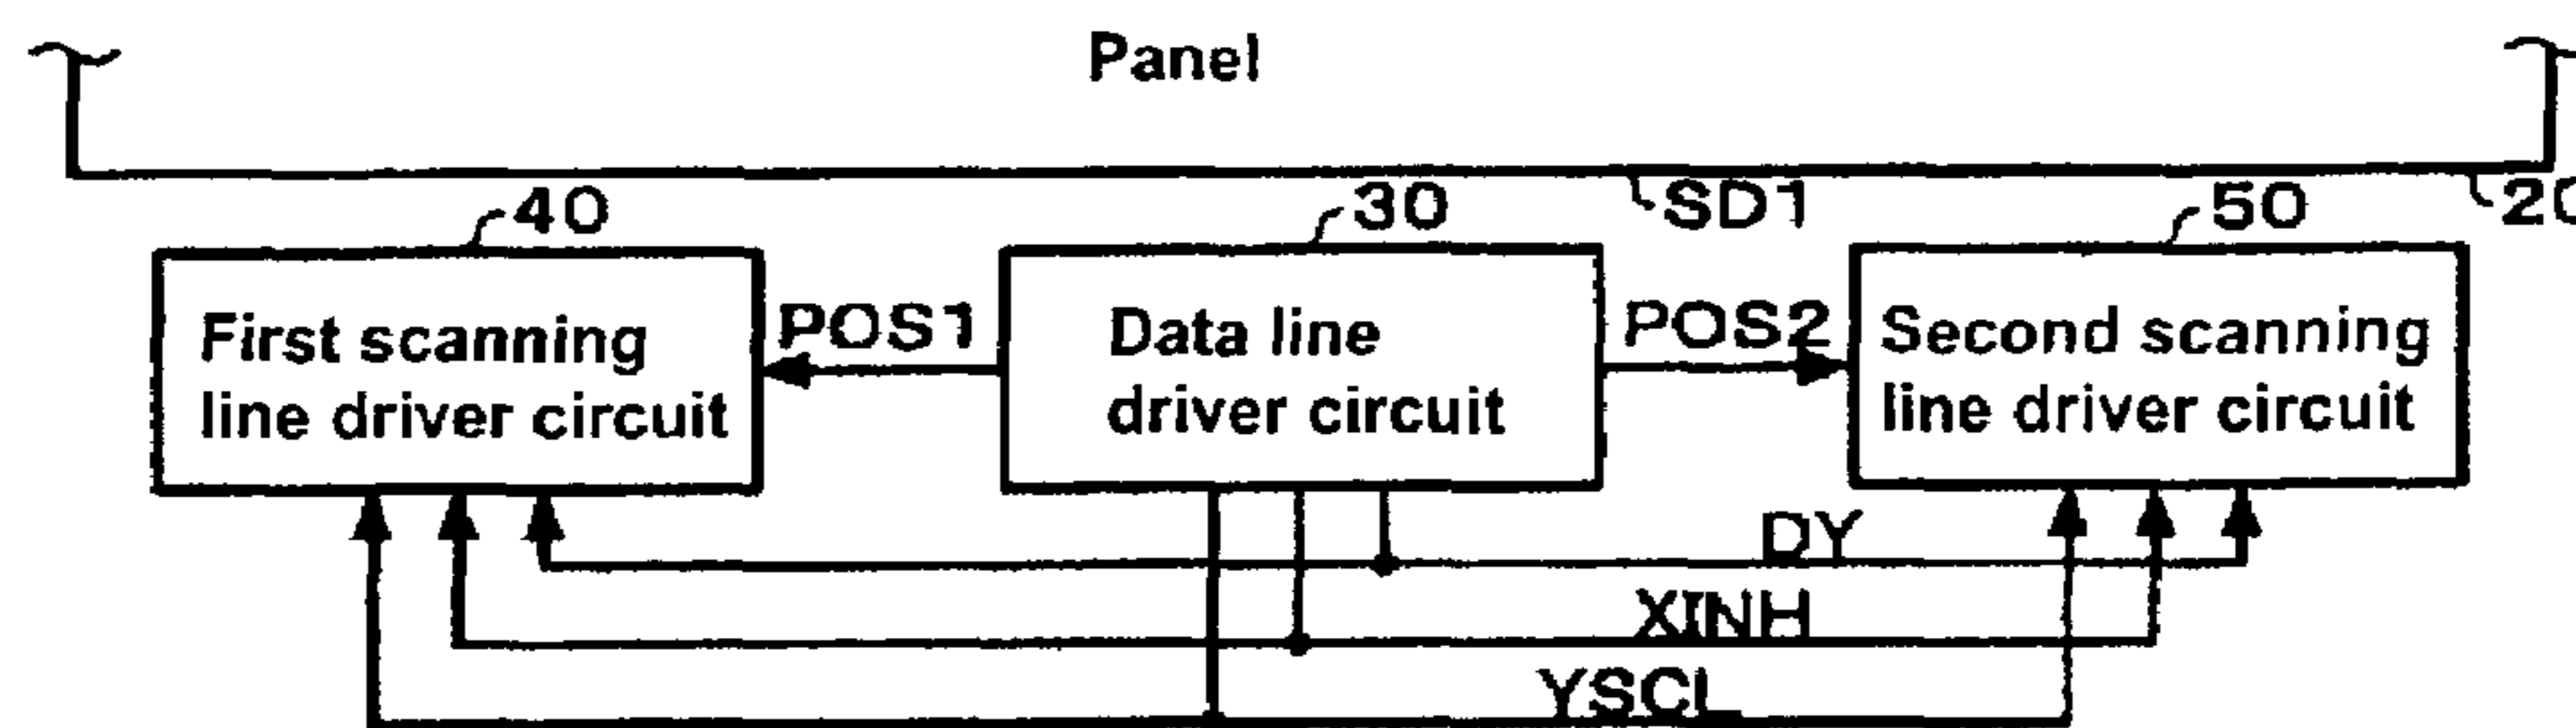 Panel
40
30
SD1
50
First scanning
line driver circuit
POS1
Data line
driver circuit
POS2
Second scanning
line driver circuit
DY
XINH
YSCL